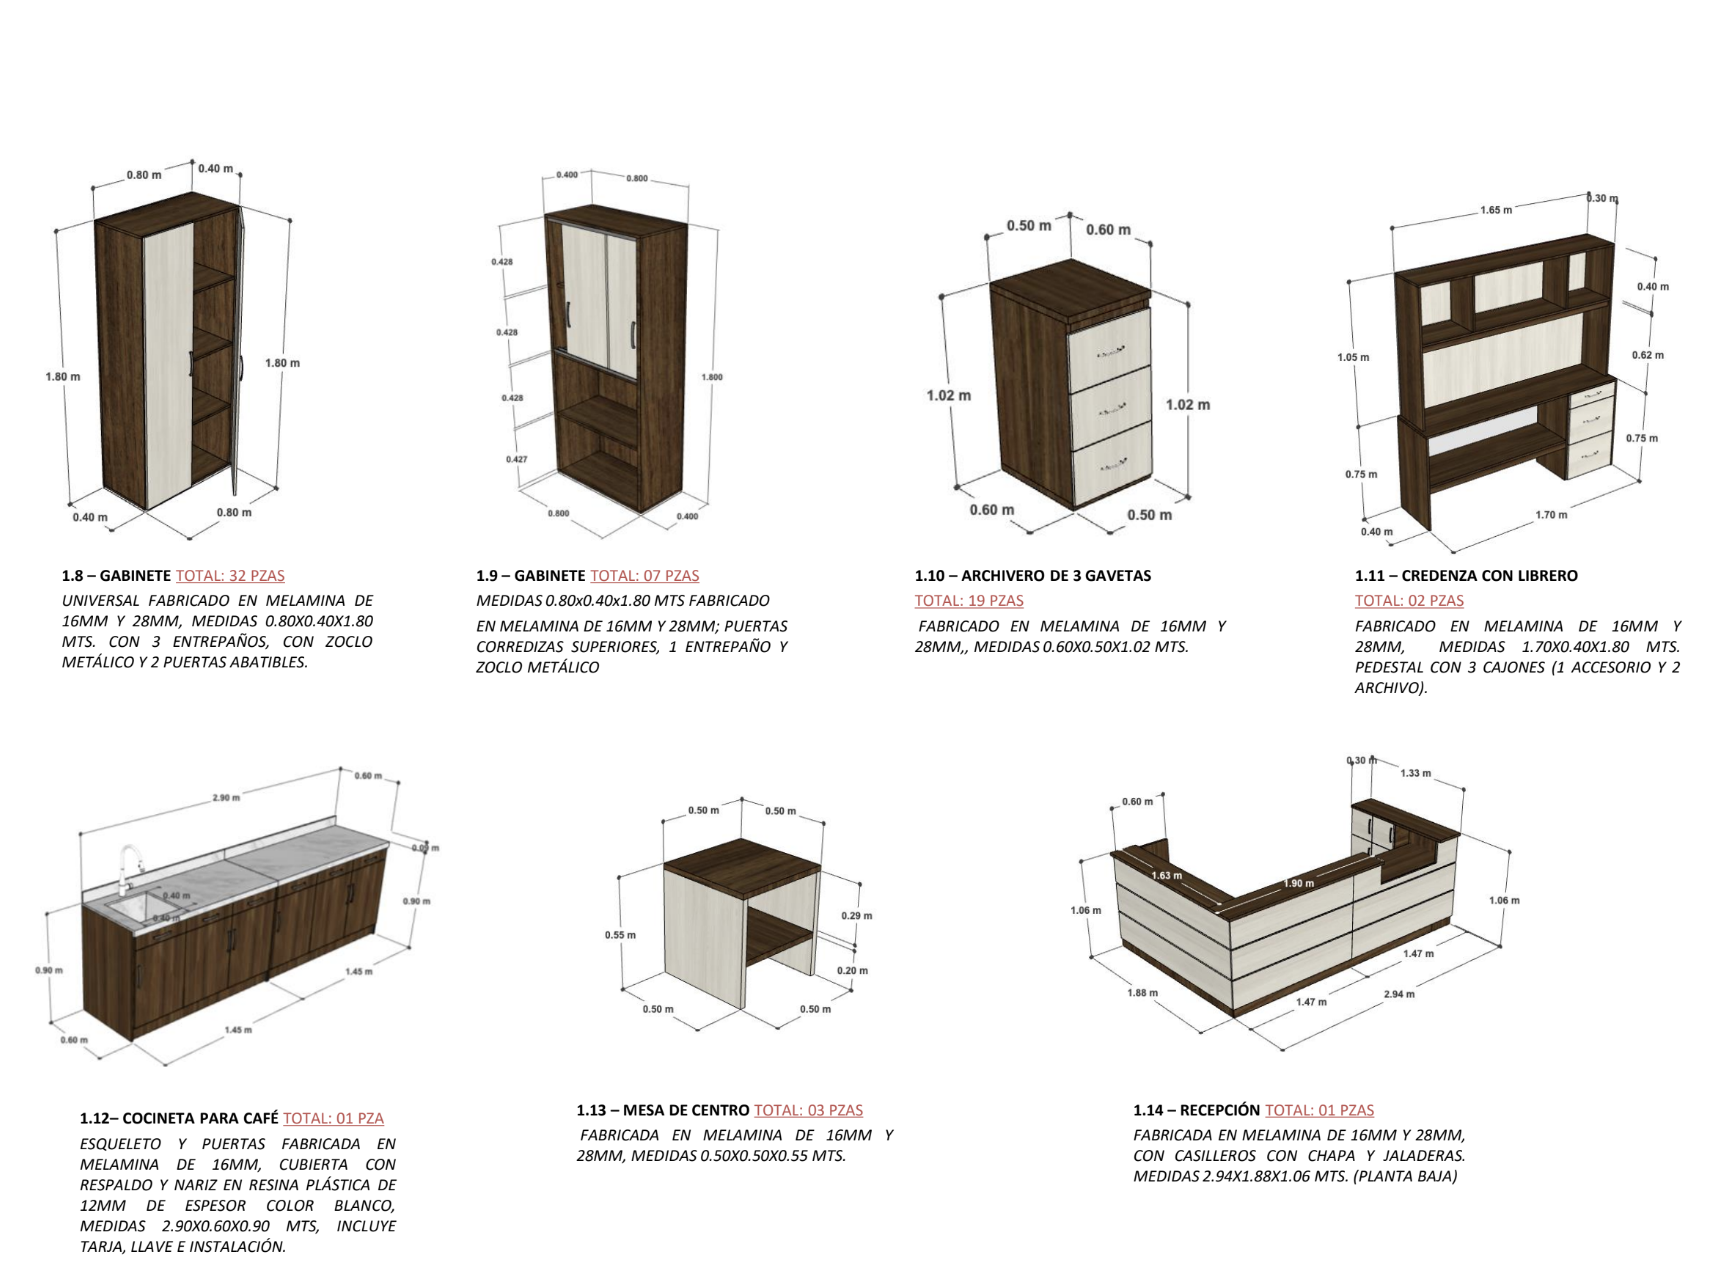 0.80 m
0.40 m
1.80 m
1.80 m
0.40 m
0.80 m
1.8 – GABINETE TOTAL: 32 PZAS
UNIVERSAL FABRICADO EN MELAMINA DE
16MM Y 28MM, MEDIDAS 0.80X0.40X1.80
MTS. CON 3 ENTREPAÑOS, CON ZOCLO
METÁLICO Y 2 PUERTAS ABATIBLES.
0.400
0.800
0.428
0.428
0.428
0.427
1.800
0.800
0.400
1.9 – GABINETE TOTAL: 07 PZAS
MEDIDAS 0.80x0.40x1.80 MTS FABRICADO
EN MELAMINA DE 16MM Y 28MM; PUERTAS
CORREDIZAS SUPERIORES, 1 ENTREPAÑO Y
ZOCLO METÁLICO
0.50 m
0.60 m
1.02 m
1.02 m
0.60 m
0.50 m
1.10 – ARCHIVERO DE 3 GAVETAS
TOTAL: 19 PZAS
FABRICADO EN MELAMINA DE 16MM Y
28MM,, MEDIDAS 0.60X0.50X1.02 MTS.
1.65 m
0.30 m
0.40 m
1.05 m
0.62 m
0.75 m
0.75 m
0.40 m
1.70 m
1.11 – CREDENZA CON LIBRERO
TOTAL: 02 PZAS
FABRICADO EN MELAMINA DE 16MM Y
28MM, MEDIDAS 1.70X0.40X1.80 MTS.
PEDESTAL CON 3 CAJONES (1 ACCESORIO Y 2
ARCHIVO).
2.90 m
0.60 m
0.09 m
0.40 m
0.40 m
0.90 m
0.90 m
1.45 m
1.45 m
0.60 m
1.12– COCINETA PARA CAFÉ TOTAL: 01 PZA
ESQUELETO Y PUERTAS FABRICADA EN
MELAMINA DE 16MM, CUBIERTA CON
RESPALDO Y NARIZ EN RESINA PLÁSTICA DE
12MM DE ESPESOR COLOR BLANCO,
MEDIDAS 2.90X0.60X0.90 MTS, INCLUYE
TARJA, LLAVE E INSTALACIÓN.
0.50 m
0.50 m
0.55 m
0.29 m
0.20 m
0.50 m
0.50 m
1.13 – MESA DE CENTRO TOTAL: 03 PZAS
FABRICADA EN MELAMINA DE 16MM Y
28MM, MEDIDAS 0.50X0.50X0.55 MTS.
0.30 m
1.33 m
0.60 m
1.63 m
1.90 m
1.06 m
1.06 m
1.88 m
1.47 m
1.47 m
2.94 m
1.14 – RECEPCIÓN TOTAL: 01 PZAS
FABRICADA EN MELAMINA DE 16MM Y 28MM,
CON CASILLEROS CON CHAPA Y JALADERAS.
MEDIDAS 2.94X1.88X1.06 MTS. (PLANTA BAJA)